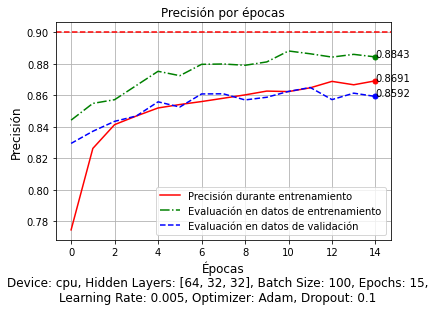 Precisión por épocas
Precisión
0.90
0.88
0.86
0.84
0.82
0.80
0.78
0.8843
0.8691
0.8592
Precisión durante entrenamiento
Evaluación en datos de entrenamiento
Evaluación en datos de validación
0 2 4 6 8 10 12 14
Épocas
Device: cpu, Hidden Layers: [64, 32, 32], Batch Size: 100, Epochs: 15,
Learning Rate: 0.005, Optimizer: Adam, Dropout: 0.1